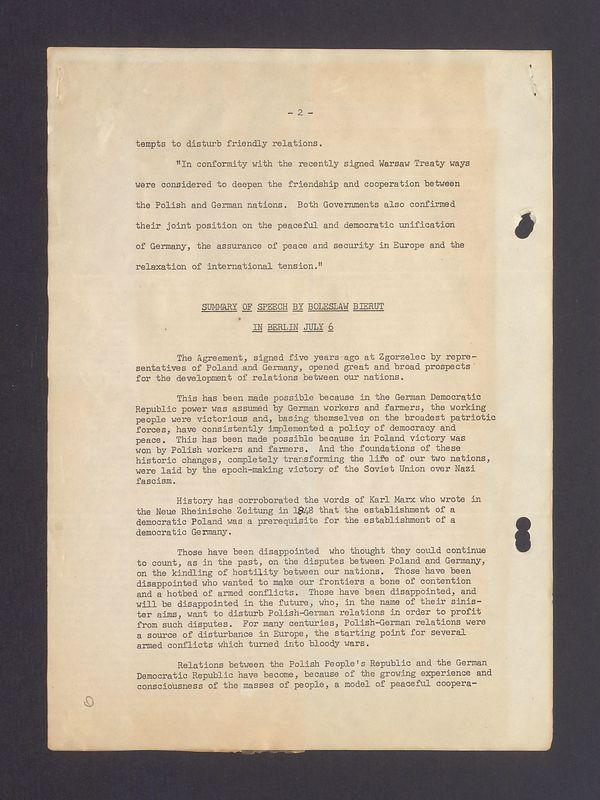 - 2 -
tempts to disturb friendly relations.
"In conformity with the recently signed Warsaw Treaty ways
were considered to deepen the friendship and cooperation between
the Polish and German nations. Both Governments also confirmed
their joint position on the peaceful and democratic unification
of Germany, the assurance of peace and security in Europe and the
relaxation of international tension."
SUMMARY OF SPEECH BY BOLESLAW BIERUT
IN BERLIN JULY 6
The Agreement, signed five years ago at Zgorzelec by repre-
sentatives of Poland and Germany, opened great and broad prospects
for the development of relations between our nations.
This has been made possible because in the German Democratic
Republic power was assumed by German workers and farmers, the working
people were victorious and, basing themselves on the broadest patriotic
forces, have consistently implemented a policy of democracy and
peace. This has been made possible because in Poland victory was
won by Polish workers and farmers. And the foundations of these
historic changes, completely transforming the life of our two nations,
were laid by the epoch-making victory of the Soviet Union over Nazi
fascism.
History has corroborated the words of Karl Marx who wrote in
the Neue Rheinische Zeitung in 1848 that the establishment of a
democratic Poland was a prerequisite for the establishment of a
democratic Germany.
Those have been disappointed who thought they could continue
to count, as in the past, on the disputes between Poland and Germany,
on the kindling of hostility between our nations. Those have been
disappointed who wanted to make our frontiers a bone of contention
and a hotbed of armed conflicts. Those have been disappointed, and
will be disappointed in the future, who, in the name of their sinis-
ter aims, want to disturb Polish-German relations in order to profit
from such disputes. For many centuries, Polish-German relations were
a source of disturbance in Europe, the starting point for several
armed conflicts which turned into bloody wars.
Relations between the Polish People's Republic and the German
Democratic Republic have become, because of the growing experience and
consciousness of the masses of people, a model of peaceful coopera-